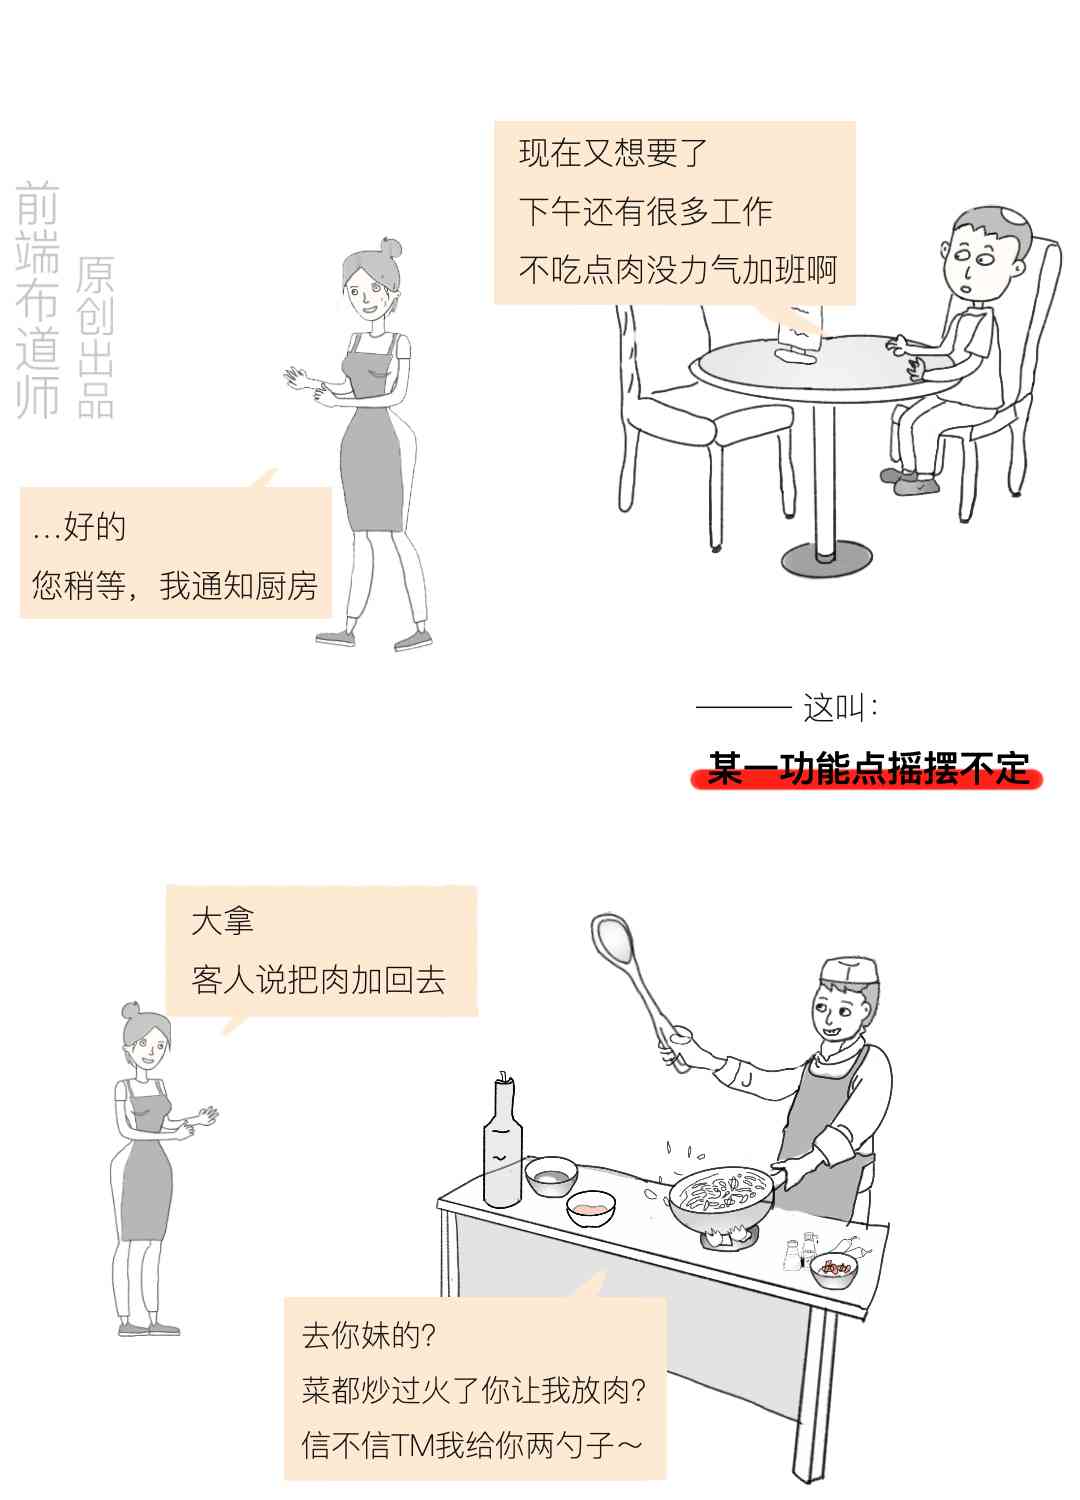 现在又想要了
下午还有很多工作
不吃点肉没力气加班啊
前端布道师
原创出品
...好的
您稍等，我通知厨房
—— 这叫：
某一功能点摇摆不定
大拿
客人说把肉加回去
去你妹的？
菜都炒过火了你让我放肉？
信不信TM我给你两勺子～